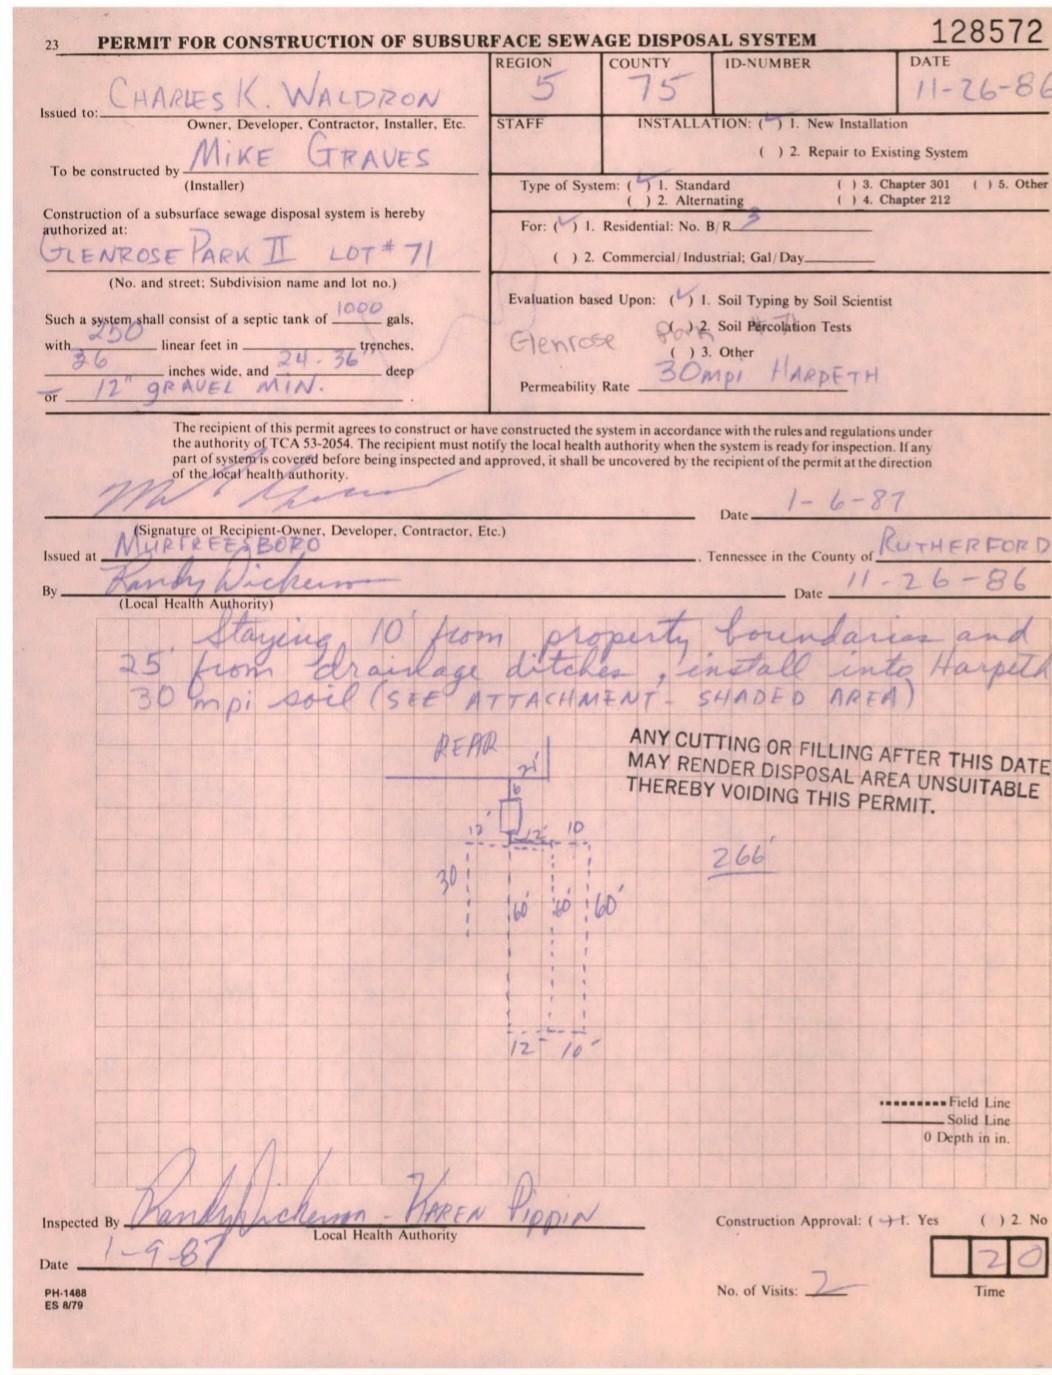 23 PERMIT FOR CONSTRUCTION OF SUBSURFACE SEWAGE DISPOSAL SYSTEM 128572
REGION COUNTY ID-NUMBER DATE
5 75 11-26-86
Issued to: CHARLES K. WALDRON
Owner, Developer, Contractor, Installer, Etc.
STAFF INSTALLATION: (✓) 1. New Installation
( ) 2. Repair to Existing System
To be constructed by MIKE GRAVES
(Installer)
Type of System: (✓) 1. Standard ( ) 3. Chapter 301 ( ) 5. Other
( ) 2. Alternating ( ) 4. Chapter 212
Construction of a subsurface sewage disposal system is hereby
authorized at:
GLENROSE PARK II LOT # 71
(No. and street; Subdivision name and lot no.)
For: (✓) 1. Residential: No. B/R 3
( ) 2. Commercial/Industrial; Gal/Day
Such a system shall consist of a septic tank of 1000 gals.
with 250 linear feet in trenches.
36 inches wide, and 24-36" deep
or 12" GRAVEL MIN.
Evaluation based Upon: (✓) 1. Soil Typing by Soil Scientist
( ) 2. Soil Percolation Tests
Glenrose Park
( ) 3. Other
Permeability Rate 30mpi HARPETH
The recipient of this permit agrees to construct or have constructed the system in accordance with the rules and regulations under
the authority of TCA 53-2054. The recipient must notify the local health authority when the system is ready for inspection. If any
part of system is covered before being inspected and approved, it shall be uncovered by the recipient of the permit at the direction
of the local health authority.
Date 1-6-87
(Signature of Recipient-Owner, Developer, Contractor, Etc.)
Issued at MURFREESBORO , Tennessee in the County of RUTHERFORD
By Randy Dickerson Date 11-26-86
(Local Health Authority)
Staying 10' from property boundaries and
25' from drainage ditches, install into Harpeth
30 mpi soil (SEE ATTACHMENT - SHADED AREA)
REAR
ANY CUTTING OR FILLING AFTER THIS DATE
MAY RENDER DISPOSAL AREA UNSUITABLE
THEREBY VOIDING THIS PERMIT.
21'
6
12' 12' 10
266'
30
60' 60' 60'
12' 10'
Field Line
Solid Line
0 Depth in in.
Inspected By Randy Dickerson - KAREN PIPPIN
Local Health Authority
Construction Approval: (✓) 1. Yes ( ) 2. No
Date 1-9-87
20
No. of Visits: 2 Time
PH-1488
ES 8/79